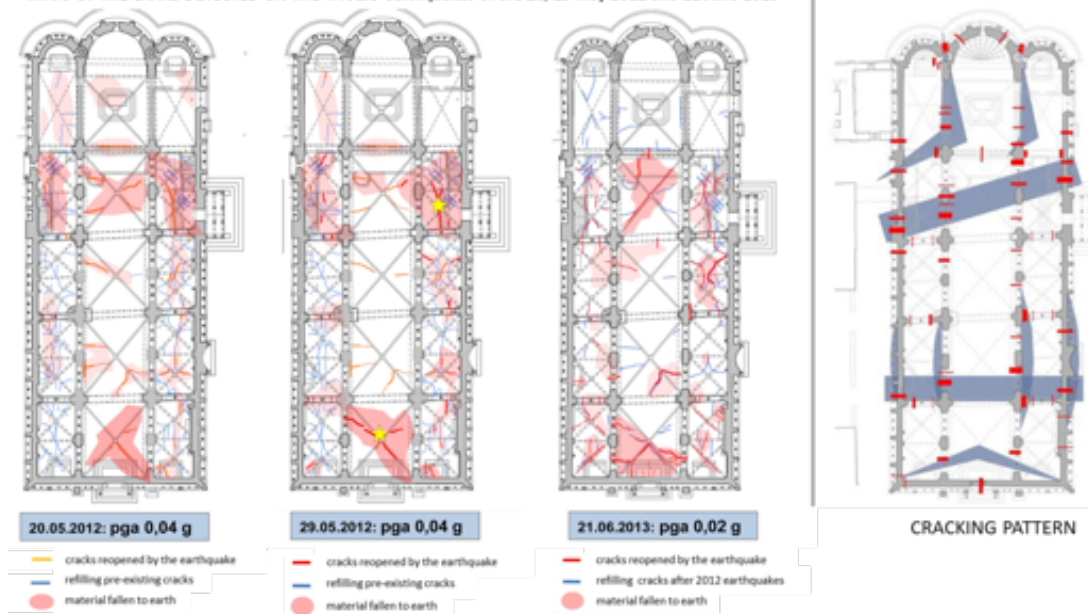 20.05.2012: pga 0,04 g
cracks reopened by the earthquake
refilling pre-existing cracks
material fallen to earth
29.05.2012: pga 0,04 g
cracks reopened by the earthquake
refilling pre-existing cracks
material fallen to earth
21.06.2013: pga 0,02 g
cracks reopened by the earthquake
refilling cracks after 2012 earthquakes
material fallen to earth
CRACKING PATTERN